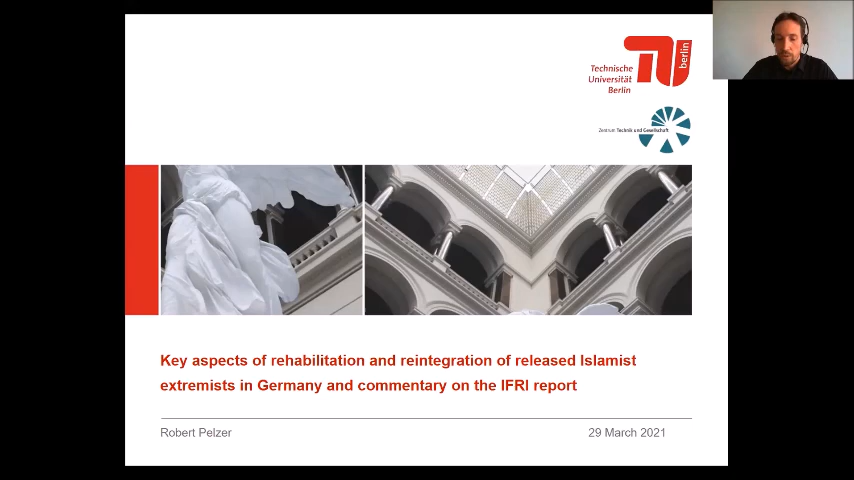 Technische
Universität
Berlin
berlin
Zentrum Technik und Gesellschaft
Key aspects of rehabilitation and reintegration of released Islamist
extremists in Germany and commentary on the IFRI report
Robert Pelzer
29 March 2021